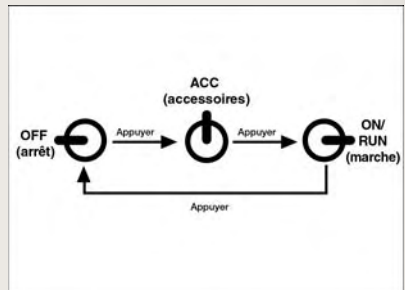 ACC
(accessoires)
OFF
(arrêt)
Appuyer
Appuyer
ON/
RUN
(marche)
Appuyer